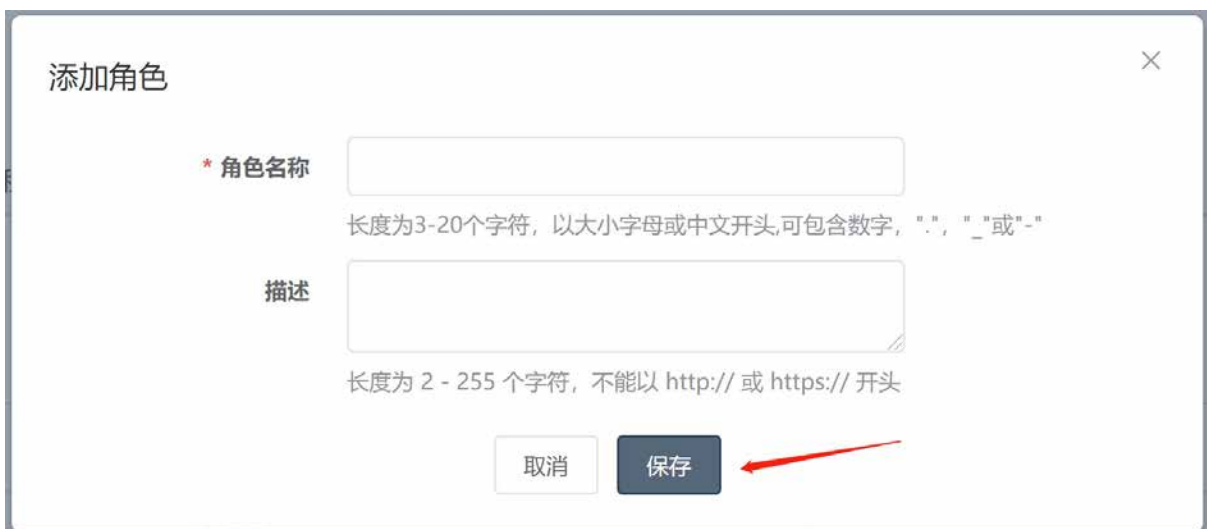 添加角色
* 角色名称
长度为3-20个字符，以大小字母或中文开头,可包含数字，"."，"_"或"-"
描述
长度为 2 - 255 个字符，不能以 http:// 或 https:// 开头
取消 保存